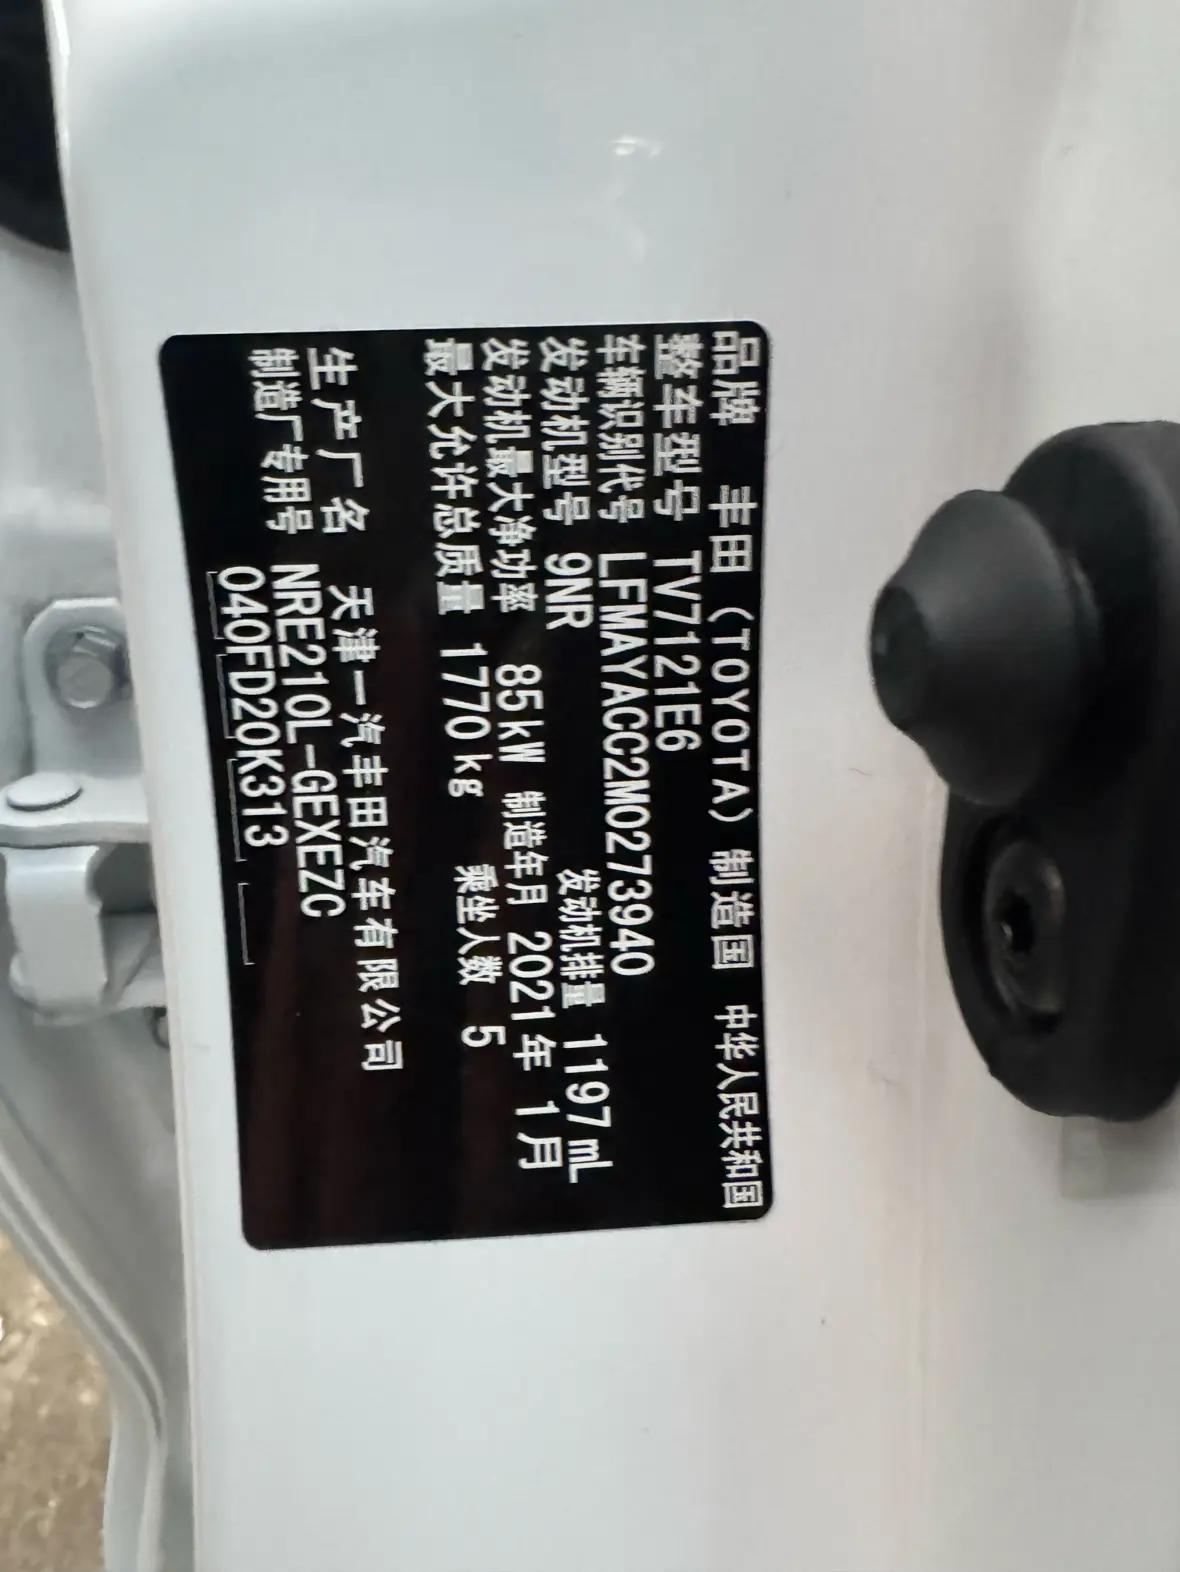 品牌 丰田（TOYOTA） 制造国 中华人民共和国
整车型号 TV7121E6
车辆识别代号 LFMAYACC2M0273940
发动机型号 9NR 发动机排量 1197mL
发动机最大净功率 85kW 制造年月 2021年 1月
最大允许总质量 1770kg 乘坐人数 5
生产厂名 天津一汽丰田汽车有限公司
制造厂专用号 NRE210L-GEXEZC
040FD20K313